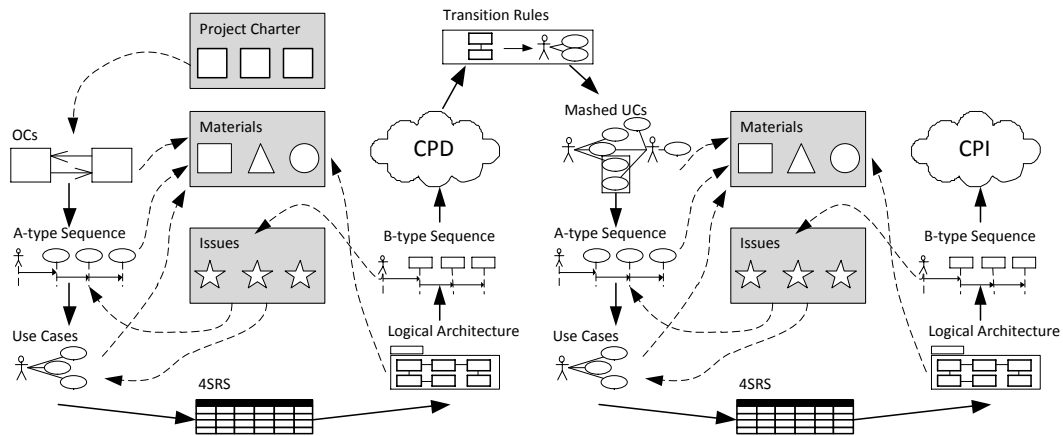 Transition Rules
Project Charter
OCs
Materials
CPD
Mashed UCs
Materials
CPI
A-type Sequence
Issues
B-type Sequence
A-type Sequence
Issues
B-type Sequence
Use Cases
Logical Architecture
Use Cases
Logical Architecture
4SRS
4SRS